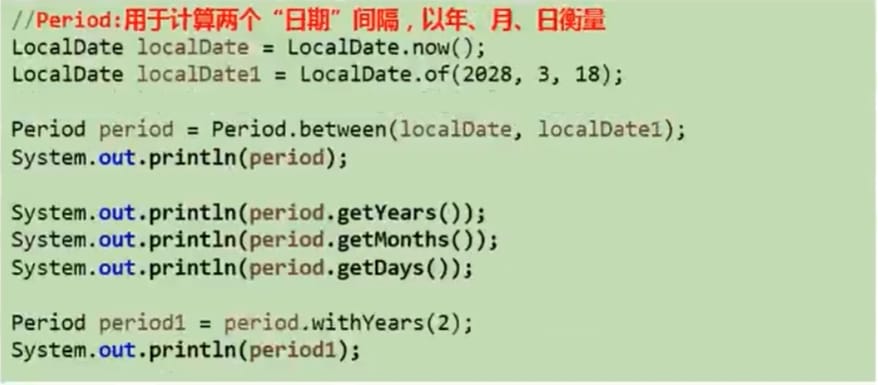 //Period:用于计算两个“日期”间隔，以年、月、日衡量
LocalDate localDate = LocalDate.now();
LocalDate localDate1 = LocalDate.of(2028, 3, 18);
Period period = Period.between(localDate, localDate1);
System.out.println(period);
System.out.println(period.getYears());
System.out.println(period.getMonths());
System.out.println(period.getDays());
Period period1 = period.withYears(2);
System.out.println(period1);